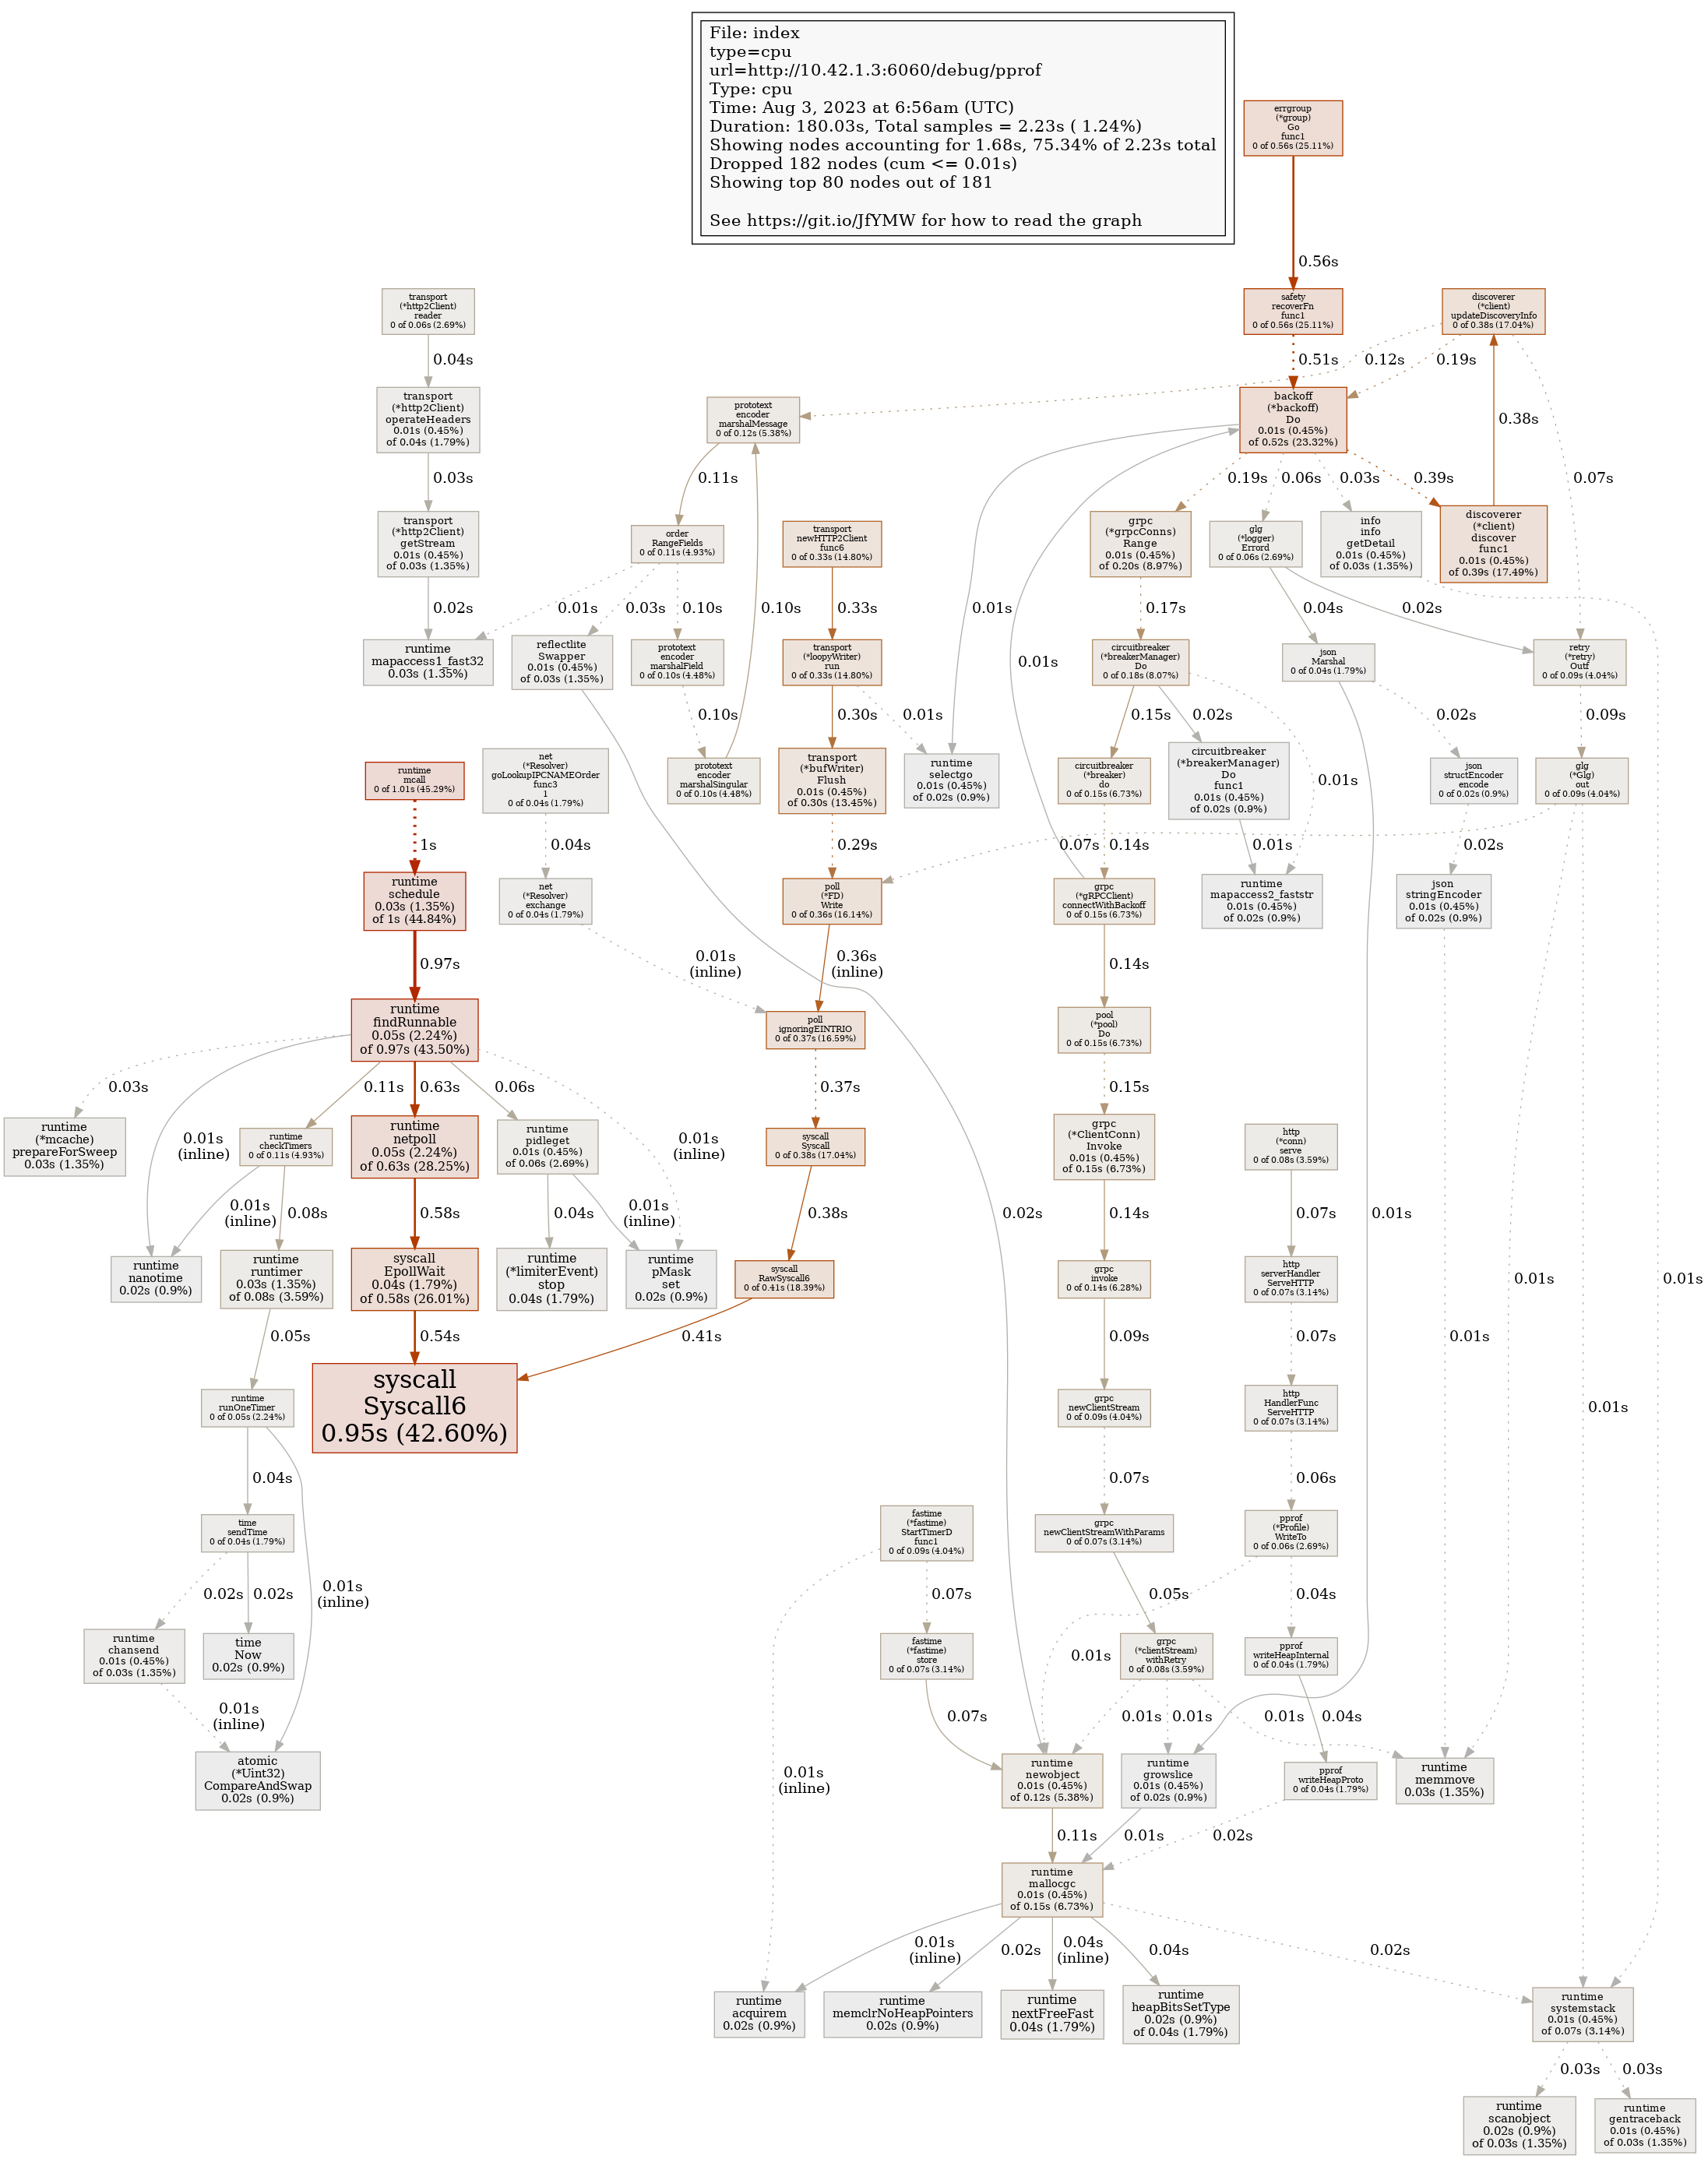 File: index
type=cpu
url=http://10.42.1.3:6060/debug/pprof
Type: cpu
Time: Aug 3, 2023 at 6:56am (UTC)
Duration: 180.03s, Total samples = 2.23s ( 1.24%)
Showing nodes accounting for 1.68s, 75.34% of 2.23s total
Dropped 182 nodes (cum <= 0.01s)
Showing top 80 nodes out of 181
See https://git.io/JfYMW for how to read the graph
errgroup
(*group)
Go
func1
0 of 0.56s (25.11%)
0.56s
transport
(*http2Client)
reader
0 of 0.06s (2.69%)
safety
recoverFn
func1
0 of 0.56s (25.11%)
discoverer
(*client)
updateDiscoveryInfo
0 of 0.38s (17.04%)
0.04s
0.51s
0.12s
0.19s
transport
(*http2Client)
operateHeaders
0.01s (0.45%)
of 0.04s (1.79%)
prototext
encoder
marshalMessage
0 of 0.12s (5.38%)
backoff
(*backoff)
Do
0.01s (0.45%)
of 0.52s (23.32%)
0.38s
0.03s
0.11s
0.19s
0.06s
0.03s
0.39s
0.07s
transport
(*http2Client)
getStream
0.01s (0.45%)
of 0.03s (1.35%)
order
RangeFields
0 of 0.11s (4.93%)
transport
newHTTP2Client
func6
0 of 0.33s (14.80%)
grpc
(*grpcConns)
Range
0.01s (0.45%)
of 0.20s (8.97%)
glg
(*logger)
Errord
0 of 0.06s (2.69%)
info
info
getDetail
0.01s (0.45%)
of 0.03s (1.35%)
discoverer
(*client)
discover
func1
0.01s (0.45%)
of 0.39s (17.49%)
0.02s
0.01s
0.03s
0.10s
0.10s
0.33s
0.01s
0.01s
0.17s
0.04s
0.02s
runtime
mapaccess1_fast32
0.03s (1.35%)
reflectlite
Swapper
0.01s (0.45%)
of 0.03s (1.35%)
prototext
encoder
marshalField
0 of 0.10s (4.48%)
transport
(*loopyWriter)
run
0 of 0.33s (14.80%)
circuitbreaker
(*breakerManager)
Do
0 of 0.18s (8.07%)
json
Marshal
0 of 0.04s (1.79%)
retry
(*retry)
Outf
0 of 0.09s (4.04%)
0.10s
0.30s
0.01s
0.15s
0.02s
0.01s
0.02s
0.09s
runtime
mcall
0 of 1.01s (45.29%)
net
(*Resolver)
goLookupIPCNAMEOrder
func3
1
0 of 0.04s (1.79%)
prototext
encoder
marshalSingular
0 of 0.10s (4.48%)
transport
(*bufWriter)
Flush
0.01s (0.45%)
of 0.30s (13.45%)
runtime
selectgo
0.01s (0.45%)
of 0.02s (0.9%)
circuitbreaker
(*breaker)
do
0 of 0.15s (6.73%)
circuitbreaker
(*breakerManager)
Do
func1
0.01s (0.45%)
of 0.02s (0.9%)
json
structEncoder
encode
0 of 0.02s (0.9%)
glg
(*Glg)
out
0 of 0.09s (4.04%)
1s
0.04s
0.29s
0.07s
0.14s
0.01s
0.02s
runtime
schedule
0.03s (1.35%)
of 1s (44.84%)
net
(*Resolver)
exchange
0 of 0.04s (1.79%)
poll
(*FD)
Write
0 of 0.36s (16.14%)
grpc
(*gRPCClient)
connectWithBackoff
0 of 0.15s (6.73%)
runtime
mapaccess2_faststr
0.01s (0.45%)
of 0.02s (0.9%)
json
stringEncoder
0.01s (0.45%)
of 0.02s (0.9%)
0.97s
0.01s
(inline)
0.36s
(inline)
0.14s
runtime
findRunnable
0.05s (2.24%)
of 0.97s (43.50%)
poll
ignoringEINTRIO
0 of 0.37s (16.59%)
pool
(*pool)
Do
0 of 0.15s (6.73%)
0.03s
0.01s
(inline)
0.11s
0.63s
0.06s
0.01s
(inline)
0.37s
0.15s
runtime
(*mcache)
prepareForSweep
0.03s (1.35%)
runtime
checkTimers
0 of 0.11s (4.93%)
runtime
netpoll
0.05s (2.24%)
of 0.63s (28.25%)
runtime
pidleget
0.01s (0.45%)
of 0.06s (2.69%)
syscall
Syscall
0 of 0.38s (17.04%)
grpc
(*ClientConn)
Invoke
0.01s (0.45%)
of 0.15s (6.73%)
http
(*conn)
serve
0 of 0.08s (3.59%)
0.01s
(inline)
0.08s
0.58s
0.04s
0.01s
(inline)
0.38s
0.02s
0.14s
0.07s
0.01s
runtime
nanotime
0.02s (0.9%)
runtime
runtimer
0.03s (1.35%)
of 0.08s (3.59%)
syscall
EpollWait
0.04s (1.79%)
of 0.58s (26.01%)
runtime
(*limiterEvent)
stop
0.04s (1.79%)
runtime
pMask
set
0.02s (0.9%)
syscall
RawSyscall6
0 of 0.41s (18.39%)
grpc
invoke
0 of 0.14s (6.28%)
http
serverHandler
ServeHTTP
0 of 0.07s (3.14%)
0.01s
0.01s
0.05s
0.54s
0.41s
0.09s
0.07s
0.01s
0.01s
runtime
runOneTimer
0 of 0.05s (2.24%)
syscall
Syscall6
0.95s (42.60%)
grpc
newClientStream
0 of 0.09s (4.04%)
http
HandlerFunc
ServeHTTP
0 of 0.07s (3.14%)
0.04s
0.07s
0.06s
time
sendTime
0 of 0.04s (1.79%)
fastime
(*fastime)
StartTimerD
func1
0 of 0.09s (4.04%)
grpc
newClientStreamWithParams
0 of 0.07s (3.14%)
pprof
(*Profile)
WriteTo
0 of 0.06s (2.69%)
0.02s
0.02s
0.01s
(inline)
0.07s
0.05s
0.04s
runtime
chansend
0.01s (0.45%)
of 0.03s (1.35%)
time
Now
0.02s (0.9%)
fastime
(*fastime)
store
0 of 0.07s (3.14%)
0.01s
grpc
(*clientStream)
withRetry
0 of 0.08s (3.59%)
pprof
writeHeapInternal
0 of 0.04s (1.79%)
0.01s
(inline)
0.07s
0.01s
0.01s
0.01s
0.04s
atomic
(*Uint32)
CompareAndSwap
0.02s (0.9%)
0.01s
(inline)
runtime
newobject
0.01s (0.45%)
of 0.12s (5.38%)
runtime
growslice
0.01s (0.45%)
of 0.02s (0.9%)
pprof
writeHeapProto
0 of 0.04s (1.79%)
runtime
memmove
0.03s (1.35%)
0.11s
0.01s
0.02s
runtime
mallocgc
0.01s (0.45%)
of 0.15s (6.73%)
0.01s
(inline)
0.02s
0.04s
(inline)
0.04s
0.02s
runtime
acquirem
0.02s (0.9%)
runtime
memclrNoHeapPointers
0.02s (0.9%)
runtime
nextFreeFast
0.04s (1.79%)
runtime
heapBitsSetType
0.02s (0.9%)
of 0.04s (1.79%)
runtime
systemstack
0.01s (0.45%)
of 0.07s (3.14%)
0.03s
0.03s
runtime
scanobject
0.02s (0.9%)
of 0.03s (1.35%)
runtime
gentraceback
0.01s (0.45%)
of 0.03s (1.35%)